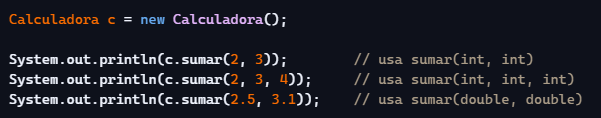 Calculadora c = new Calculadora();

System.out.println(c.sumar(2, 3));        // usa sumar(int, int)
System.out.println(c.sumar(2, 3, 4));     // usa sumar(int, int, int)
System.out.println(c.sumar(2.5, 3.1));    // usa sumar(double, double)